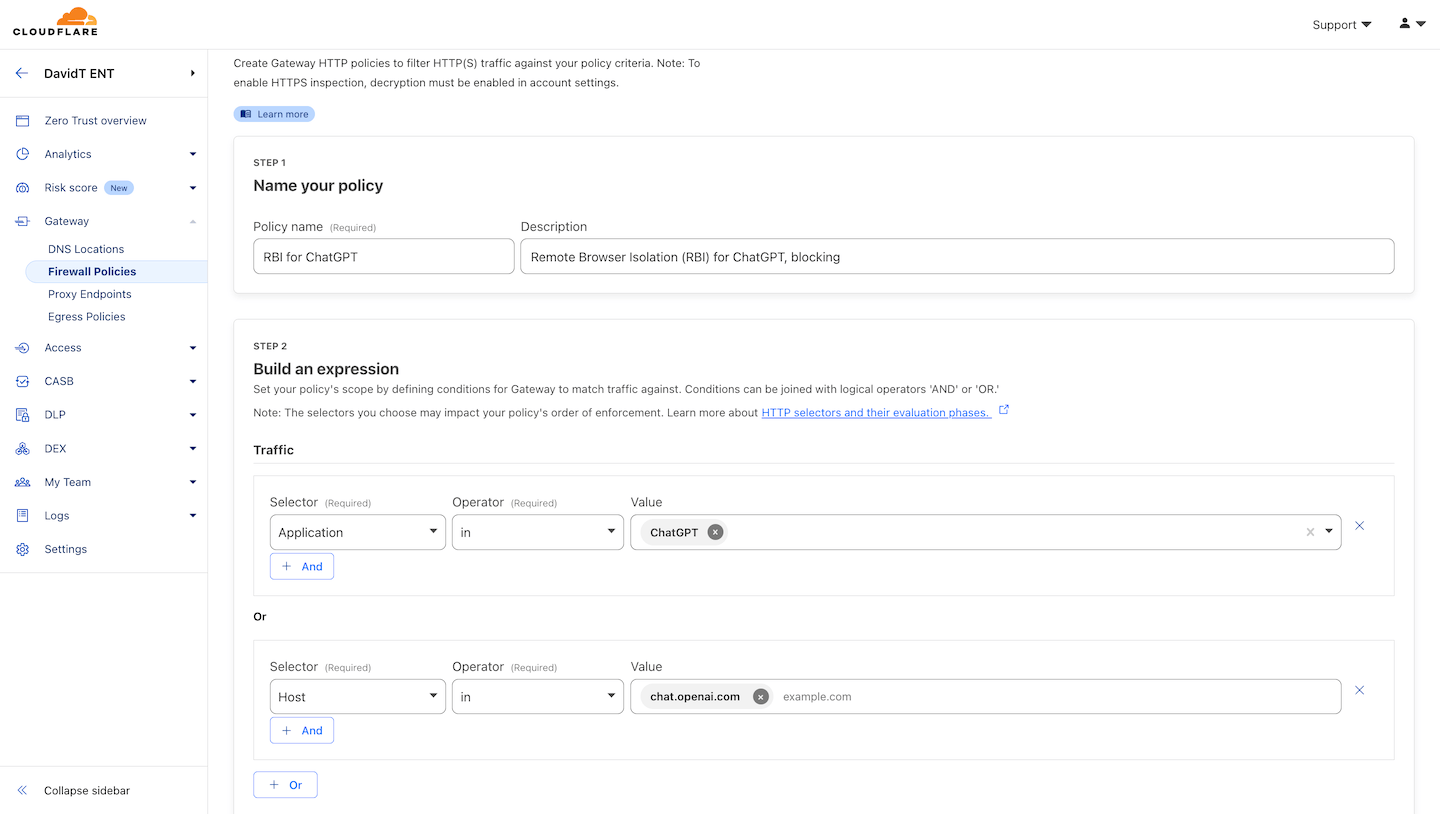 CLOUDFLARE
Support
DavidT ENT
Zero Trust overview
Analytics
Risk score New
Gateway
DNS Locations
Firewall Policies
Proxy Endpoints
Egress Policies
Access
CASB
DLP
DEX
My Team
Logs
Settings
Collapse sidebar
Create Gateway HTTP policies to filter HTTP(S) traffic against your policy criteria. Note: To
enable HTTPS inspection, decryption must be enabled in account settings.
Learn more
STEP 1
Name your policy
Policy name (Required) Description
RBI for ChatGPT Remote Browser Isolation (RBI) for ChatGPT, blocking
STEP 2
Build an expression
Set your policy's scope by defining conditions for Gateway to match traffic against. Conditions can be joined with logical operators 'AND' or 'OR.'
Note: The selectors you choose may impact your policy's order of enforcement. Learn more about HTTP selectors and their evaluation phases.
Traffic
Selector (Required) Operator (Required) Value
Application in ChatGPT
+ And
Or
Selector (Required) Operator (Required) Value
Host in chat.openai.com example.com
+ And
+ Or